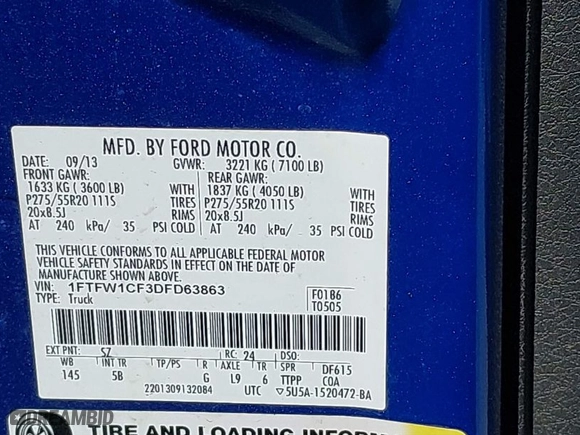 MFD. BY FORD MOTOR CO.
DATE: 09/13 GVWR: 3221 KG ( 7100 LB)
FRONT GAWR: REAR GAWR:
1633 KG ( 3600 LB) WITH 1837 KG ( 4050 LB) WITH
P275/55R20 111S TIRES P275/55R20 111S TIRES
20x8.5J RIMS 20x8.5J RIMS
AT 240 kPa/ 35 PSI COLD AT 240 kPa/ 35 PSI COLD
THIS VEHICLE CONFORMS TO ALL APPLICABLE FEDERAL MOTOR
VEHICLE SAFETY STANDARDS IN EFFECT ON THE DATE OF
MANUFACTURE SHOWN ABOVE.
VIN: 1FTFW1CF3DFD63863 F0186
TYPE: Truck T0505
EXT PNT: SZ RC: 24 DSO:
WB INT TR TP/PS R AXLE TR SPR DF615
145 5B G L9 6 TTPP COA
2201309132084 UTC ▽5U5A-1520472-BA
TIRE AND LOADING INFORM
DREAMBID